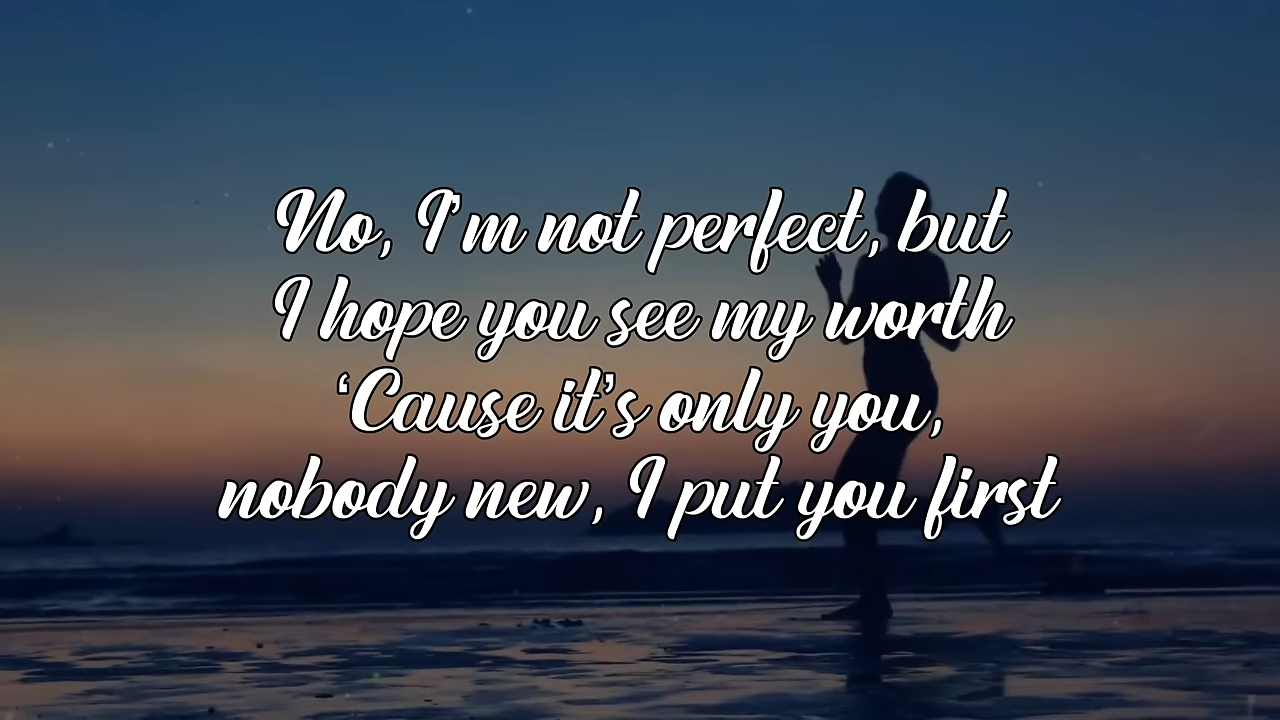 No, I'm not perfect, but
I hope you see my worth
‘Cause it’s only you,
nobody new, I put you first